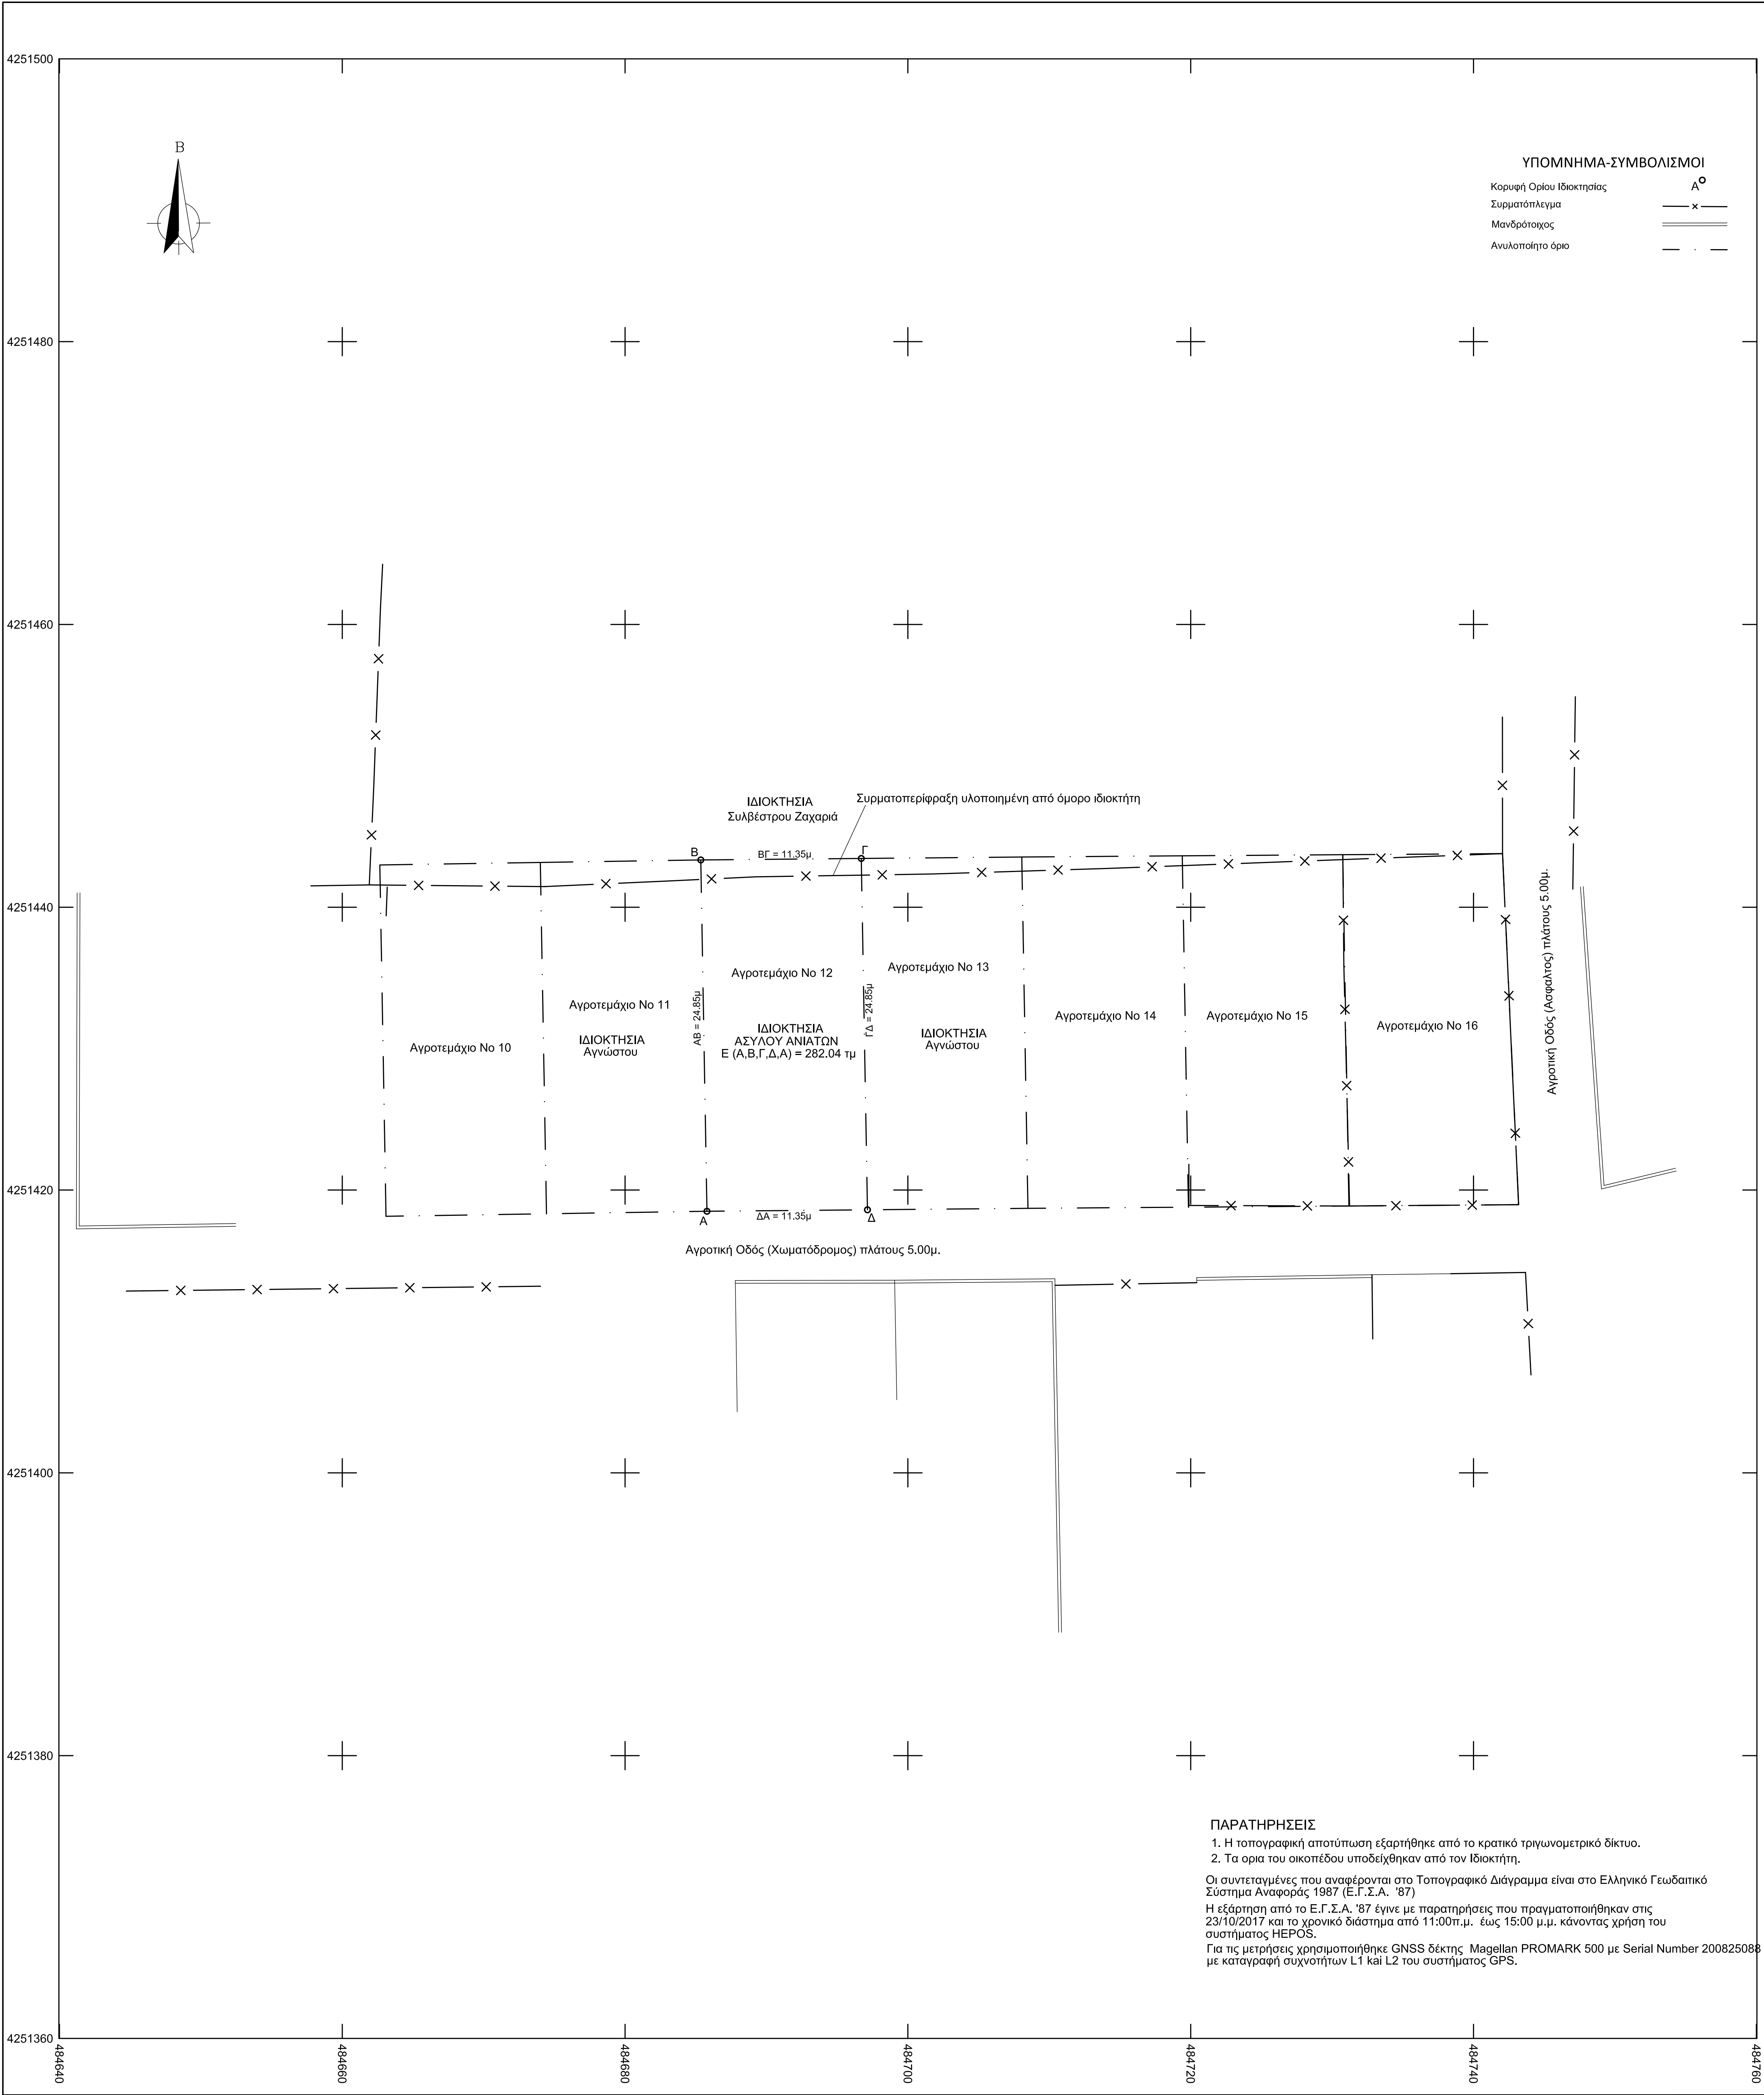 4251500
Β
ΥΠΟΜΝΗΜΑ-ΣΥΜΒΟΛΙΣΜΟΙ
Κορυφή Ορίου Ιδιοκτησίας Α
Συρματόπλεγμα
Μανδρότοιχος
Ανυλοποίητο όριο
4251480
4251460
ΙΔΙΟΚΤΗΣΙΑ
Συλβέστρου Ζαχαριά
Συρματοπερίφραξη υλοποιημένη από όμορο ιδιοκτήτη
Β
ΒΓ = 11.35μ
Γ
4251440
Αγροτεμάχιο Νο 10
Αγροτεμάχιο Νο 11
ΙΔΙΟΚΤΗΣΙΑ
Αγνώστου
ΑΒ = 24.85μ
Αγροτεμάχιο Νο 12
ΙΔΙΟΚΤΗΣΙΑ
ΑΣΥΛΟΥ ΑΝΙΑΤΩΝ
Ε (Α,Β,Γ,Δ,Α) = 282.04 τμ
ΓΔ = 24.85μ
Αγροτεμάχιο Νο 13
ΙΔΙΟΚΤΗΣΙΑ
Αγνώστου
Αγροτεμάχιο Νο 14
Αγροτεμάχιο Νο 15
Αγροτεμάχιο Νο 16
Αγροτική Οδός (Ασφαλτος) πλάτους 5.00μ.
4251420
Α
ΔΑ = 11.35μ
Δ
Αγροτική Οδός (Χωματόδρομος) πλάτους 5.00μ.
4251400
4251380
ΠΑΡΑΤΗΡΗΣΕΙΣ
1. Η τοπογραφική αποτύπωση εξαρτήθηκε από το κρατικό τριγωνομετρικό δίκτυο.
2. Τα ορια του οικοπέδου υποδείχθηκαν από τον Ιδιοκτήτη.
Οι συντεταγμένες που αναφέρονται στο Τοπογραφικό Διάγραμμα είναι στο Ελληνικό Γεωδαιτικό
Σύστημα Αναφοράς 1987 (Ε.Γ.Σ.Α. '87)
Η εξάρτηση από το Ε.Γ.Σ.Α. '87 έγινε με παρατηρήσεις που πραγματοποιήθηκαν στις
23/10/2017 και το χρονικό διάστημα από 11:00π.μ. έως 15:00 μ.μ. κάνοντας χρήση του
συστήματος HEPOS.
Για τις μετρήσεις χρησιμοποιήθηκε GNSS δέκτης Magellan PROMARK 500 με Serial Number 200825088
με καταγραφή συχνοτήτων L1 kai L2 του συστήματος GPS.
4251360
484640
484660
484680
484700
484720
484740
484760